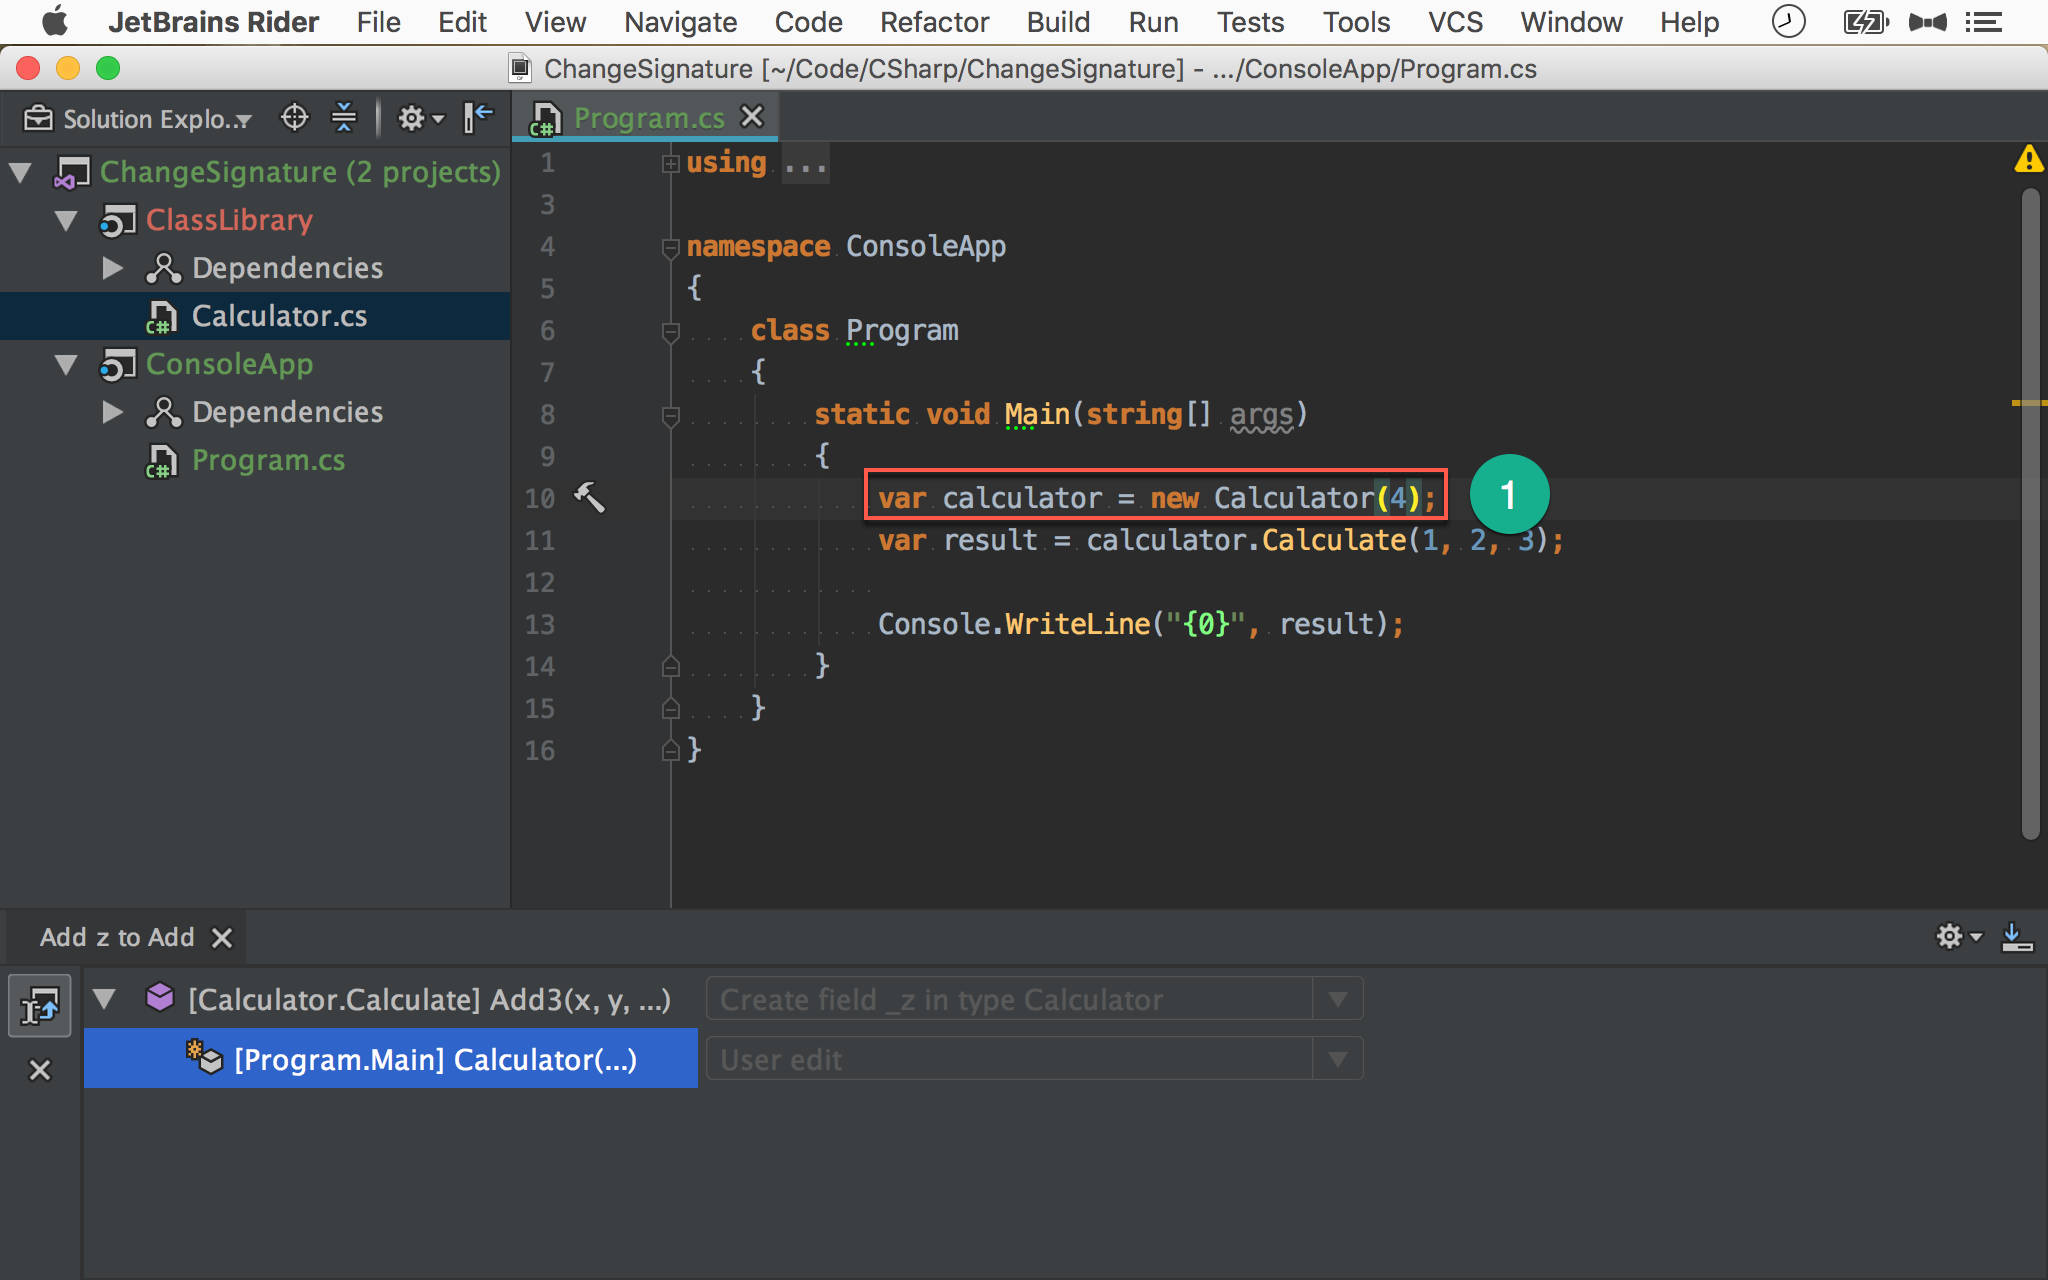 JetBrains Rider File Edit View Navigate Code Refactor Build Run Tests Tools VCS Window Help
ChangeSignature [~/Code/CSharp/ChangeSignature] - .../ConsoleApp/Program.cs
Solution Explo...
C# Program.cs
ChangeSignature (2 projects)
ClassLibrary
Dependencies
C# Calculator.cs
ConsoleApp
Dependencies
C# Program.cs
1 using ...
3
4 namespace ConsoleApp
5 {
6 class Program
7 {
8 static void Main(string[] args)
9 {
10 var calculator = new Calculator(4);
1
11 var result = calculator.Calculate(1, 2, 3);
12
13 Console.WriteLine("{0}", result);
14 }
15 }
16 }
Add z to Add
[Calculator.Calculate] Add3(x, y, ...) Create field _z in type Calculator
[Program.Main] Calculator(...) User edit